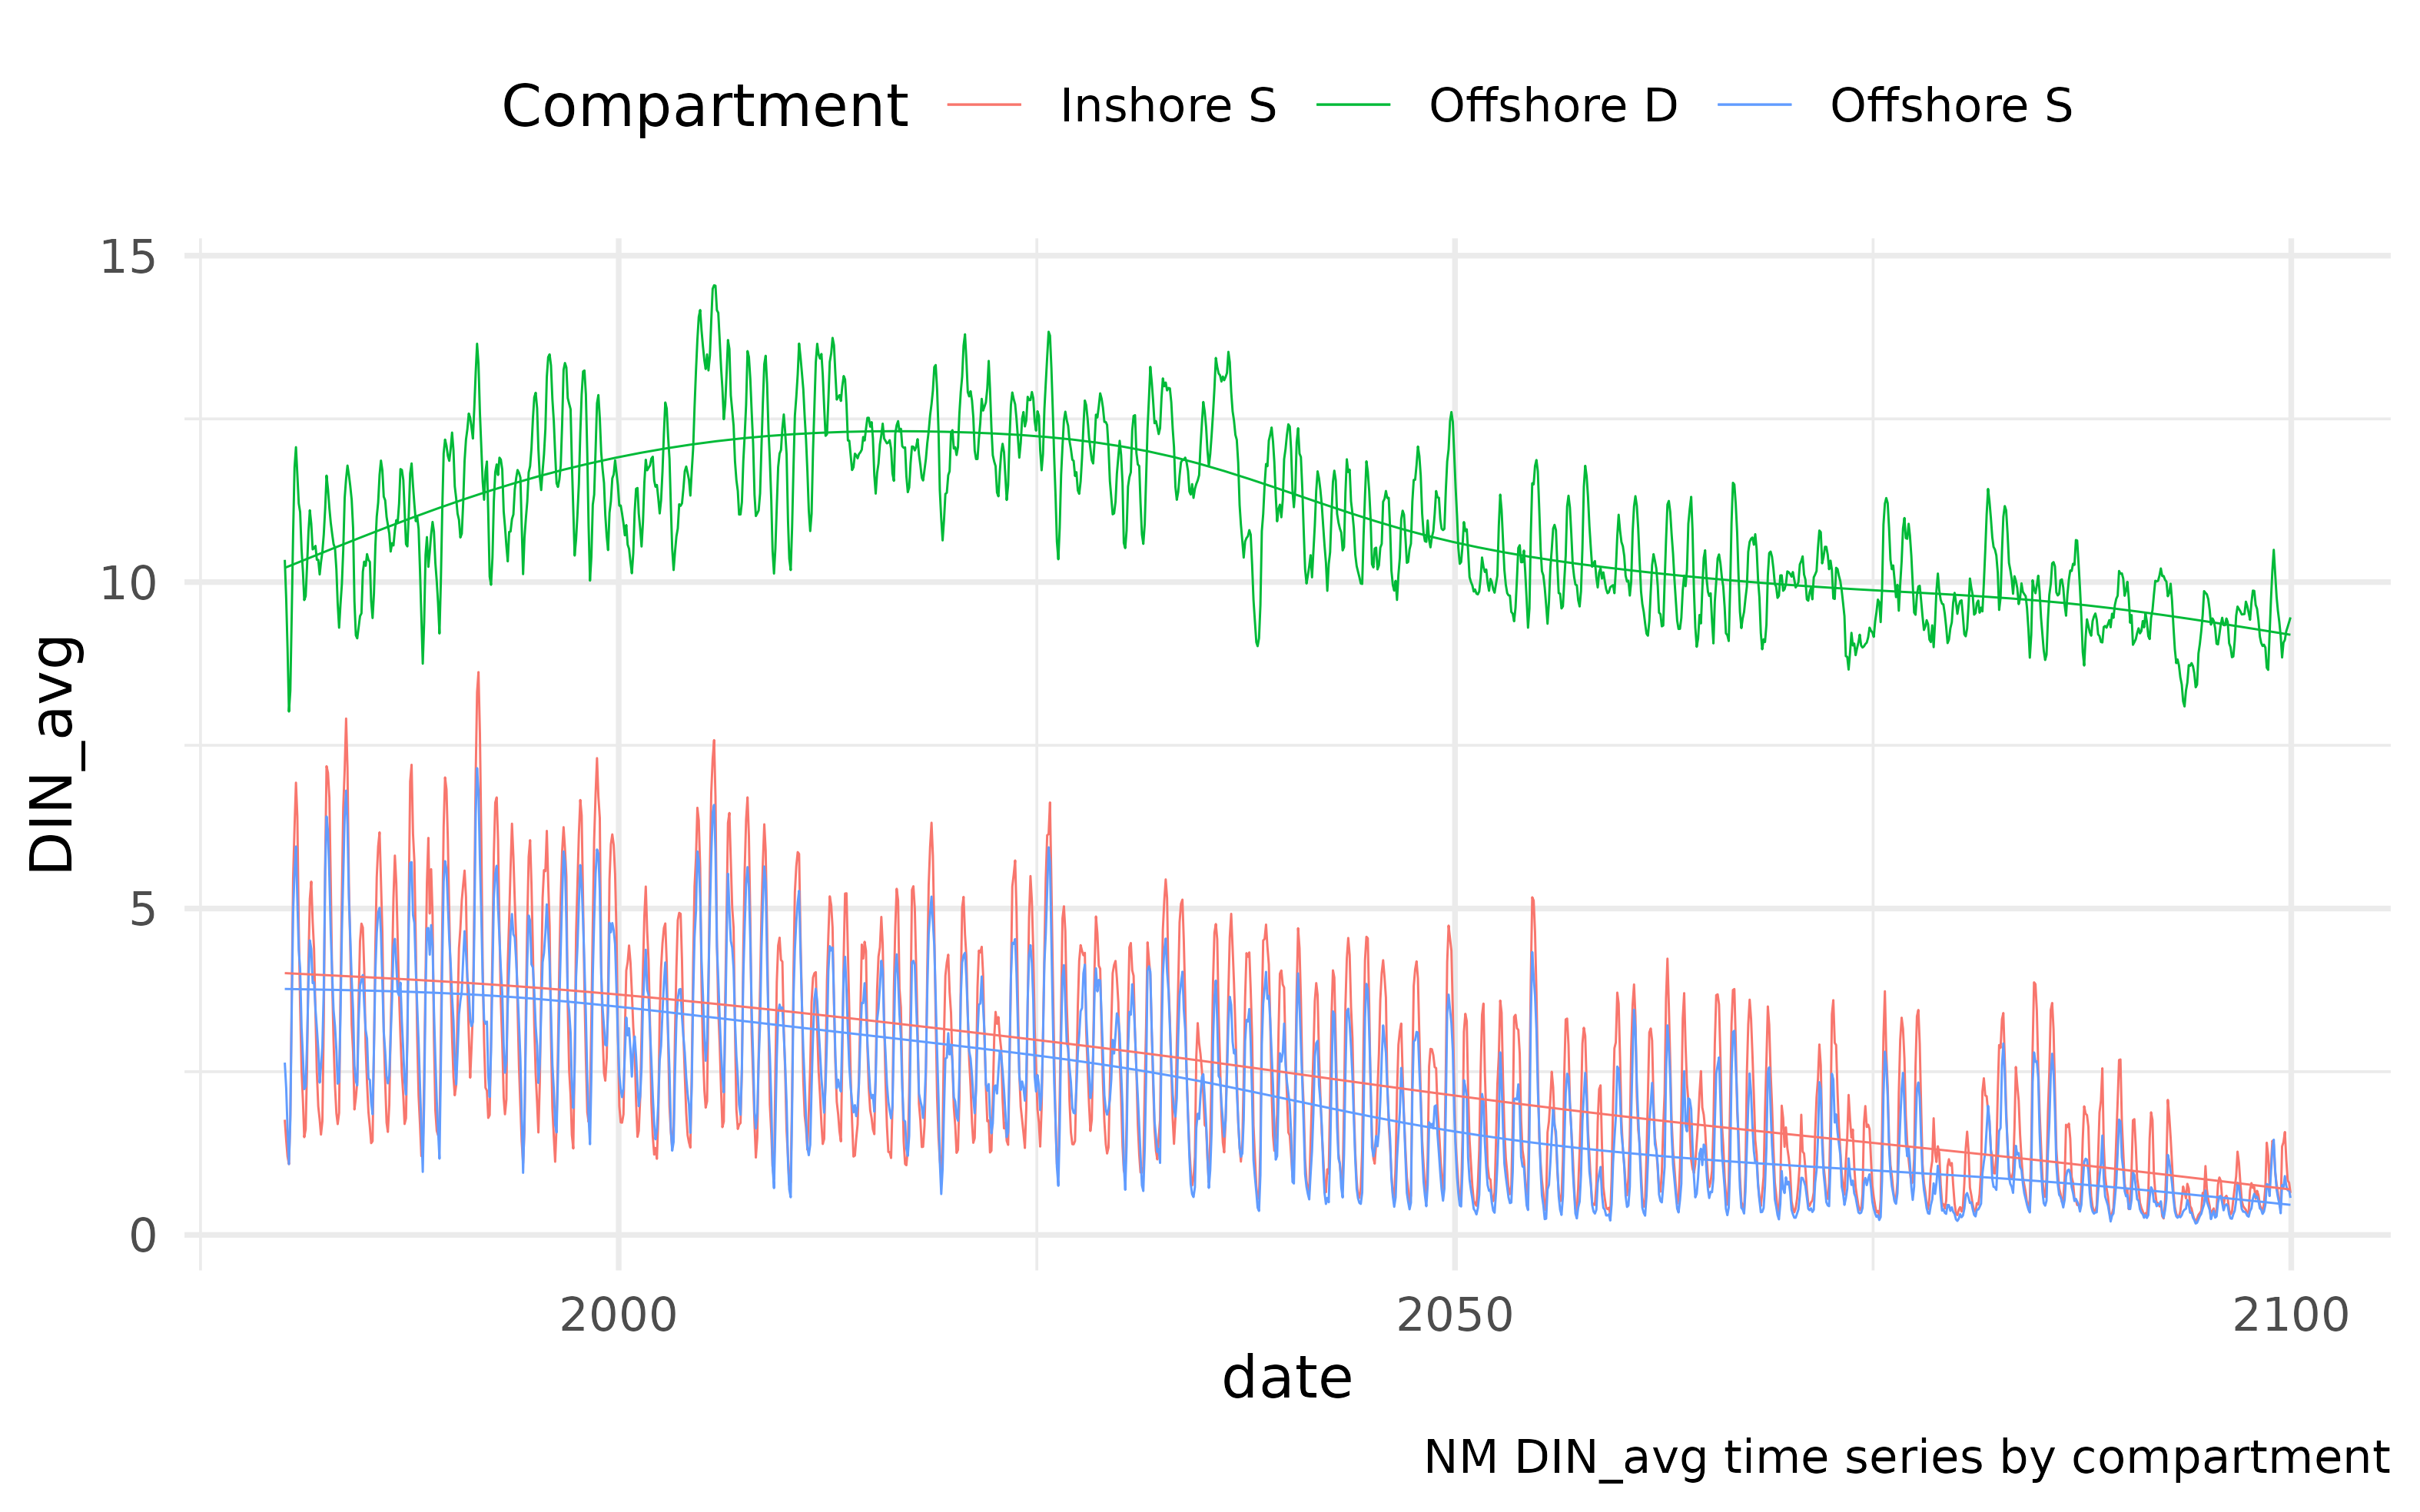 Compartment Inshore S Offshore D Offshore S
15
10
5
0
DIN_avg
2000 2050 2100
date
NM DIN_avg time series by compartment